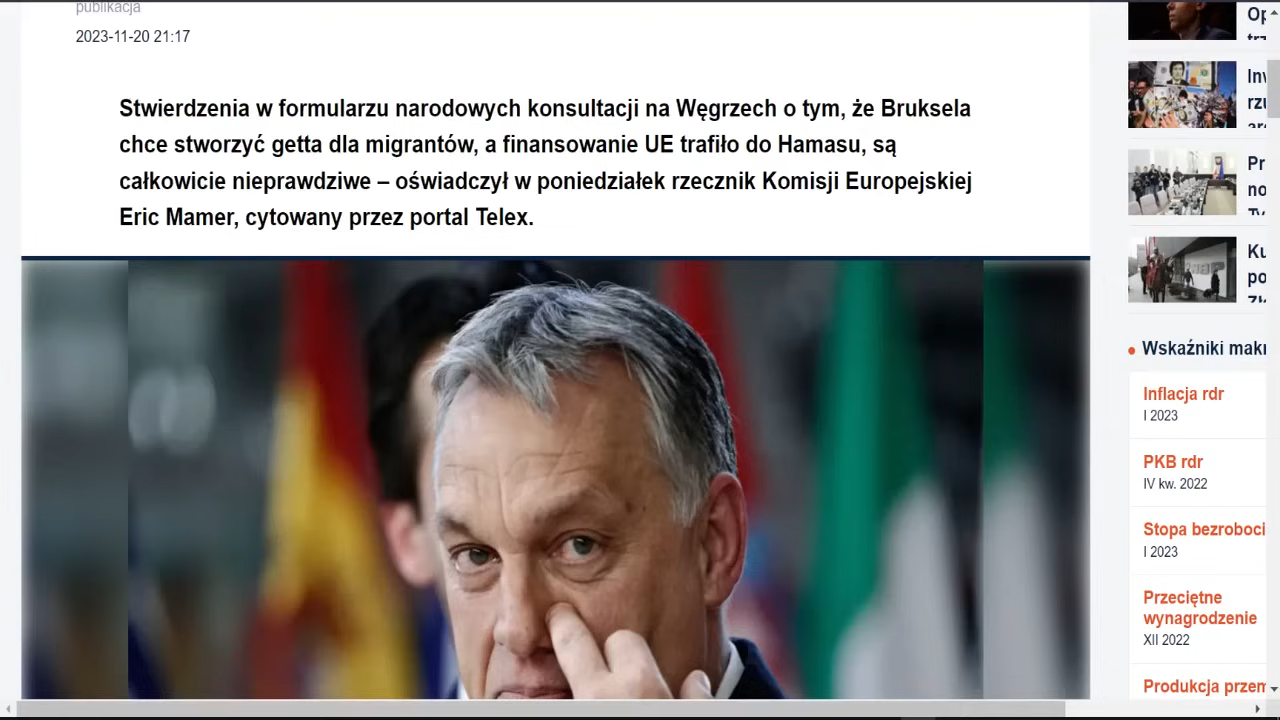 publikacja
2023-11-20 21:17
Stwierdzenia w formularzu narodowych konsultacji na Węgrzech o tym, że Bruksela
chce stworzyć getta dla migrantów, a finansowanie UE trafiło do Hamasu, są
całkowicie nieprawdziwe – oświadczył w poniedziałek rzecznik Komisji Europejskiej
Eric Mamer, cytowany przez portal Telex.
Wskaźniki makr
Inflacja rdr
I 2023
PKB rdr
IV kw. 2022
Stopa bezroboci
I 2023
Przeciętne
wynagrodzenie
XII 2022
Produkcja przem